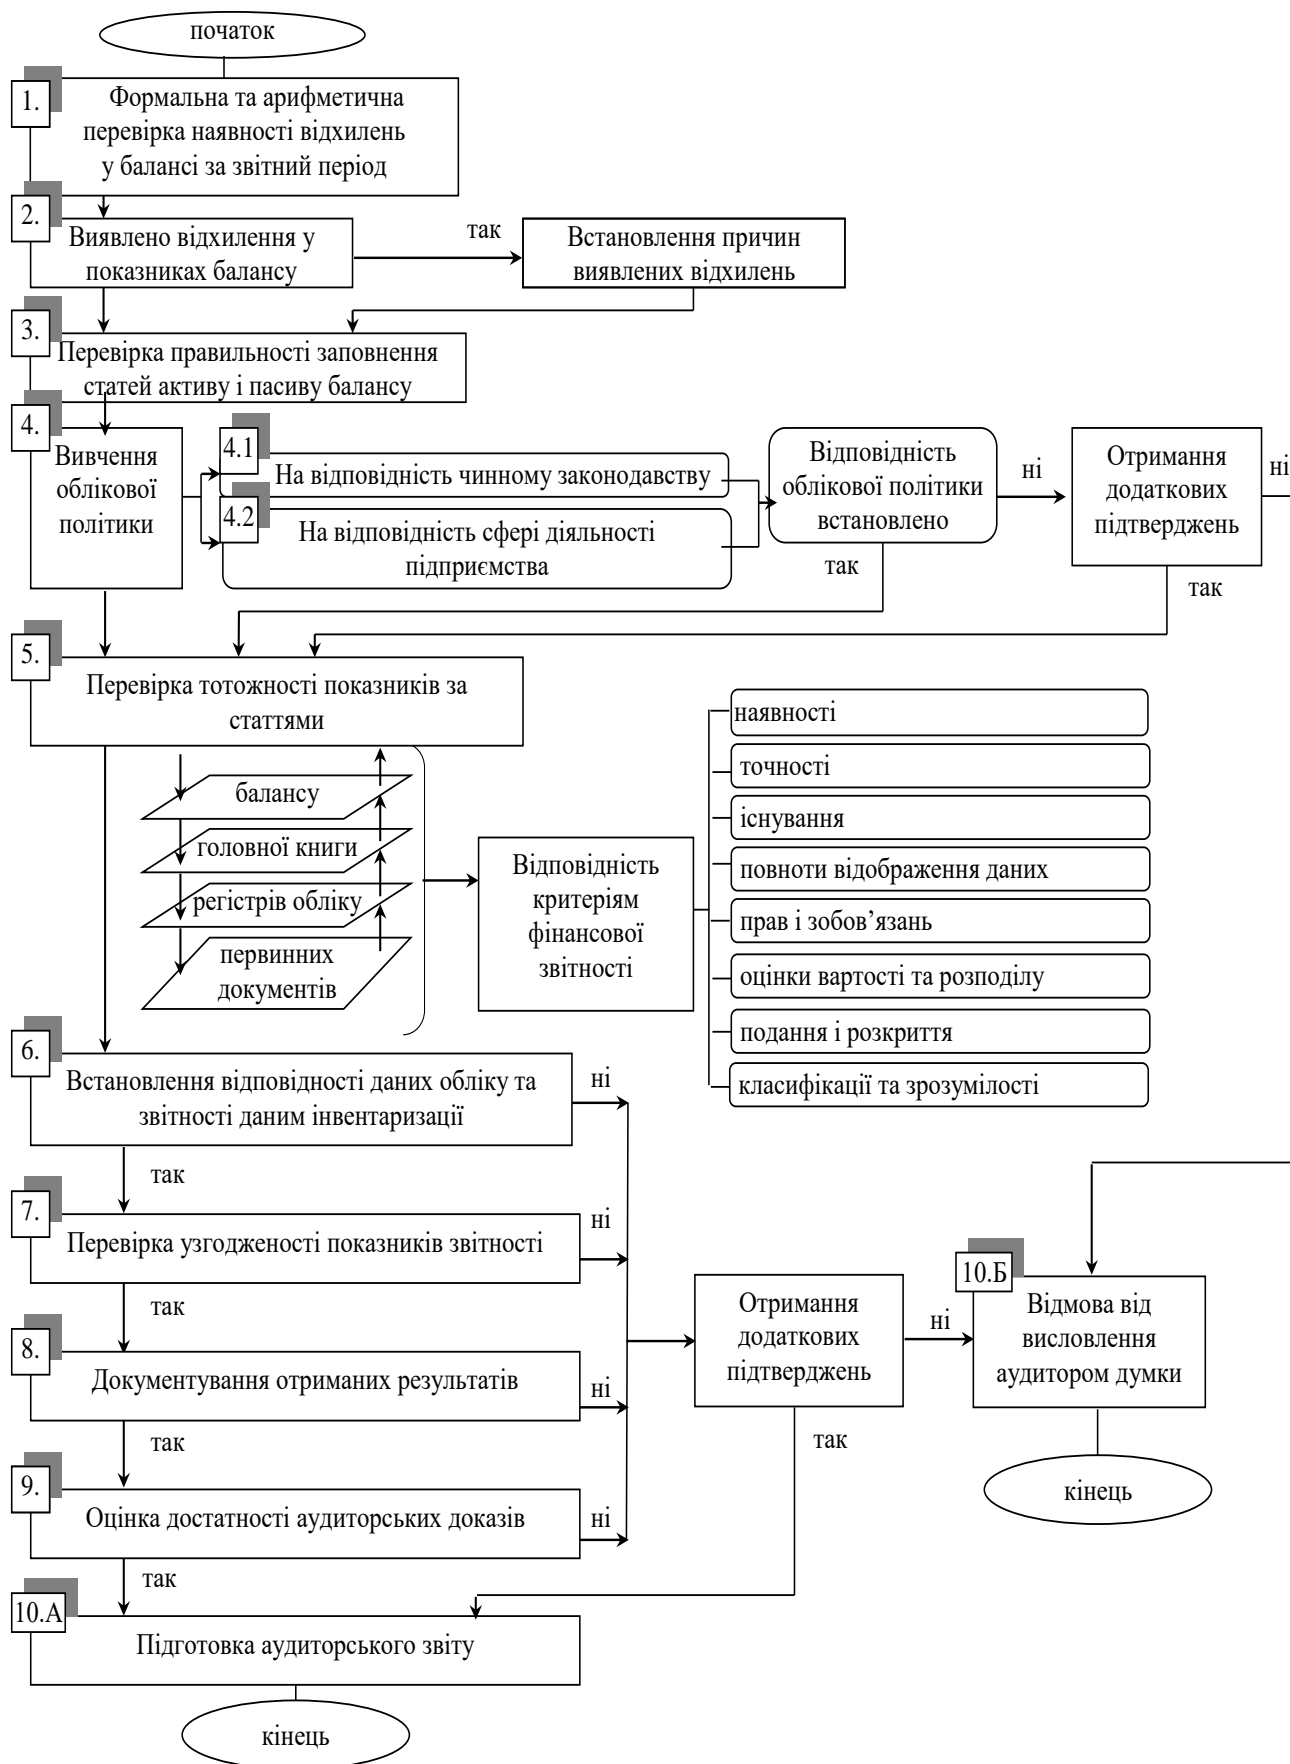 початок
1.
Формальна та арифметична
перевірка наявності відхилень
у балансі за звітний період
2.
Виявлено відхилення у
показниках балансу
так
Встановлення причин
виявлених відхилень
3.
Перевірка правильності заповнення
статей активу і пасиву балансу
4.
Вивчення
облікової
політики
4.1
На відповідність чинному законодавству
4.2
На відповідність сфері діяльності
підприємства
Відповідність
облікової політики
встановлено
ні
так
Отримання
додаткових
підтверджень
ні
так
5.
Перевірка тотожності показників за
статтями
балансу
головної книги
регістрів обліку
первинних
документів
Відповідність
критеріям
фінансової
звітності
наявності
точності
існування
повноти відображення даних
прав і зобов’язань
оцінки вартості та розподілу
подання і розкриття
класифікації та зрозумілості
6.
Встановлення відповідності даних обліку та
звітності даним інвентаризації
ні
так
7.
Перевірка узгодженості показників звітності
ні
так
8.
Документування отриманих результатів
ні
так
9.
Оцінка достатності аудиторських доказів
ні
так
Отримання
додаткових
підтверджень
ні
так
10.Б
Відмова від
висловлення
аудитором думки
кінець
10.А
Підготовка аудиторського звіту
кінець